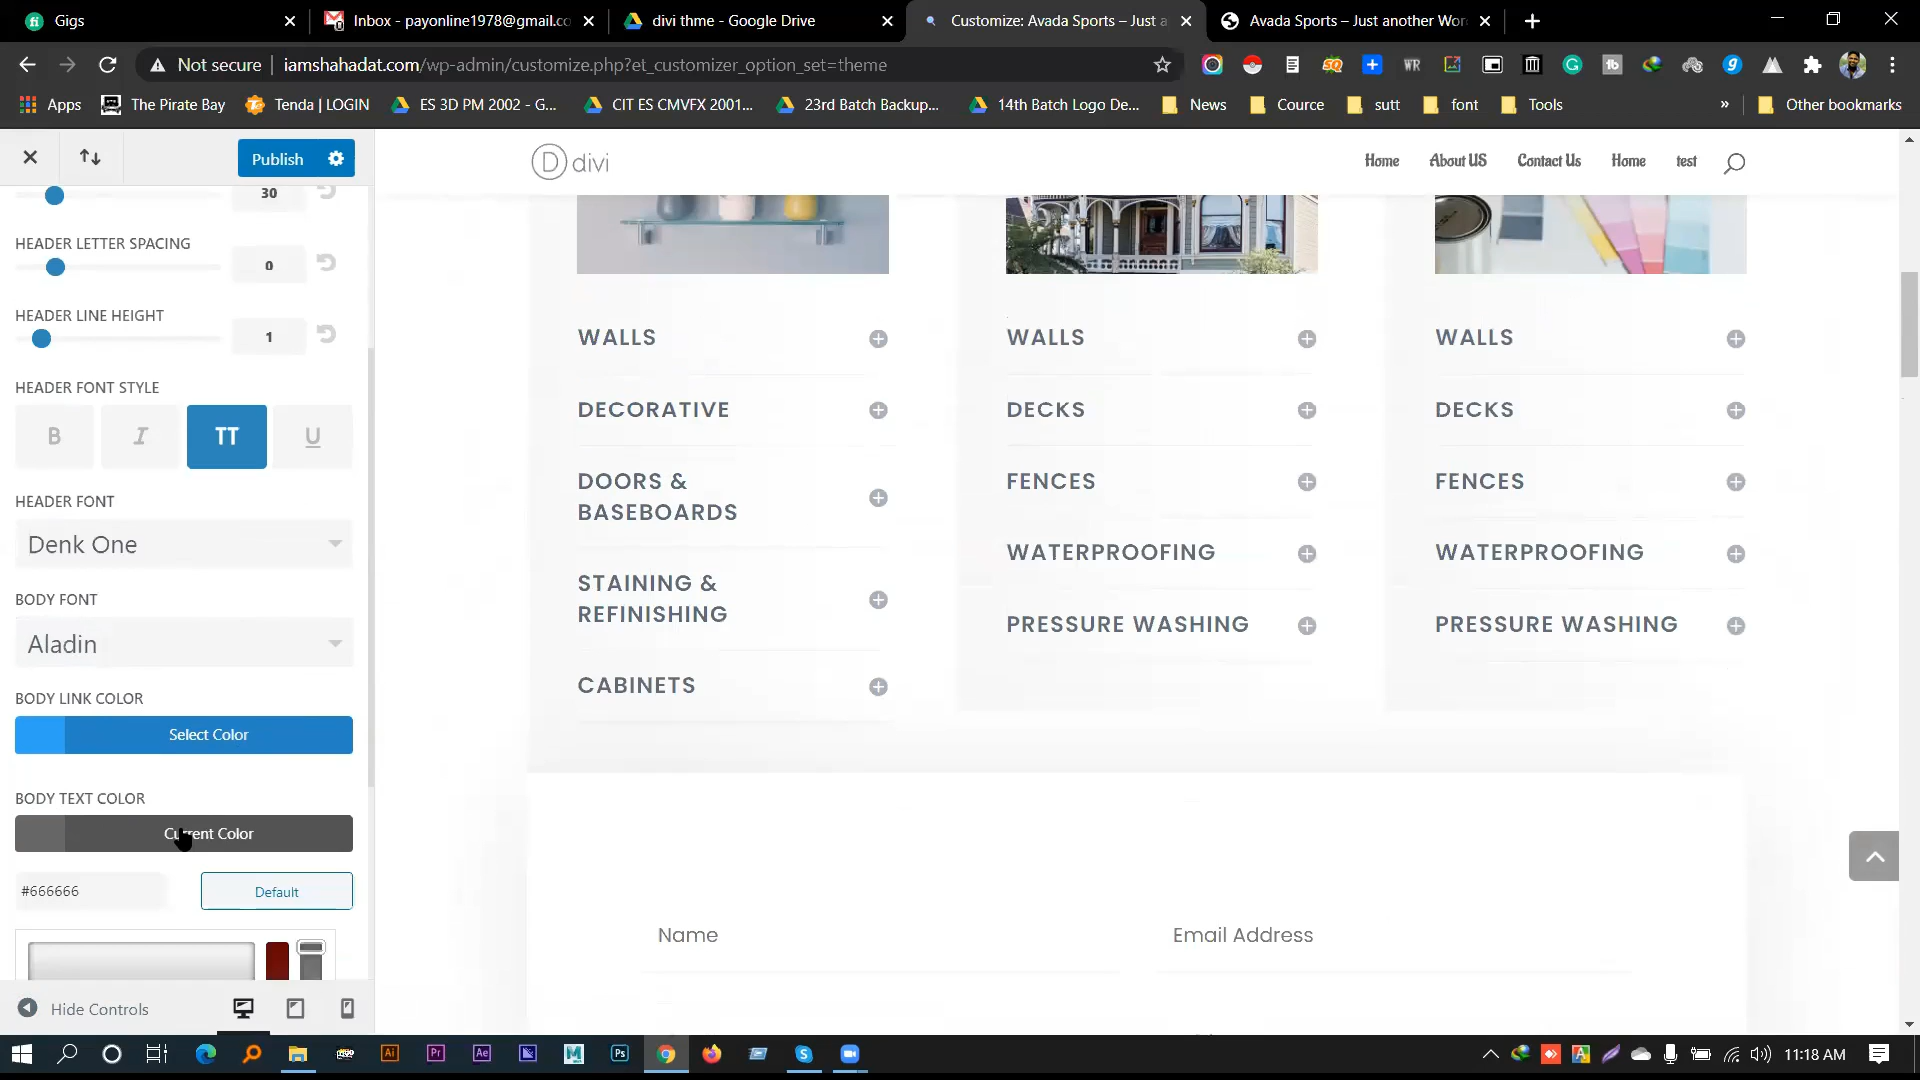 Gigs
Inbox - payonline1978@gmail.co
divi thme - Google Drive
Customize: Avada Sports – Just a
Avada Sports – Just another Wor
Not secure
iamshahadat.com/wp-admin/customize.php?et_customizer_option_set=theme
Apps
The Pirate Bay
Tenda | LOGIN
ES 3D PM 2002 - G...
CIT ES CMVFX 2001...
23rd Batch Backup...
14th Batch Logo De...
News
Cource
sutt
font
Tools
»
Other bookmarks
Publish
divi
Home
About US
Contact Us
Home
test
30
HEADER LETTER SPACING
0
HEADER LINE HEIGHT
1
HEADER FONT STYLE
B
I
TT
U
HEADER FONT
Denk One
BODY FONT
Aladin
BODY LINK COLOR
Select Color
BODY TEXT COLOR
Current Color
#666666
Default
Hide Controls
WALLS
DECORATIVE
DOORS &
BASEBOARDS
STAINING &
REFINISHING
CABINETS
WALLS
DECKS
FENCES
WATERPROOFING
PRESSURE WASHING
WALLS
DECKS
FENCES
WATERPROOFING
PRESSURE WASHING
Name
Email Address
11:18 AM